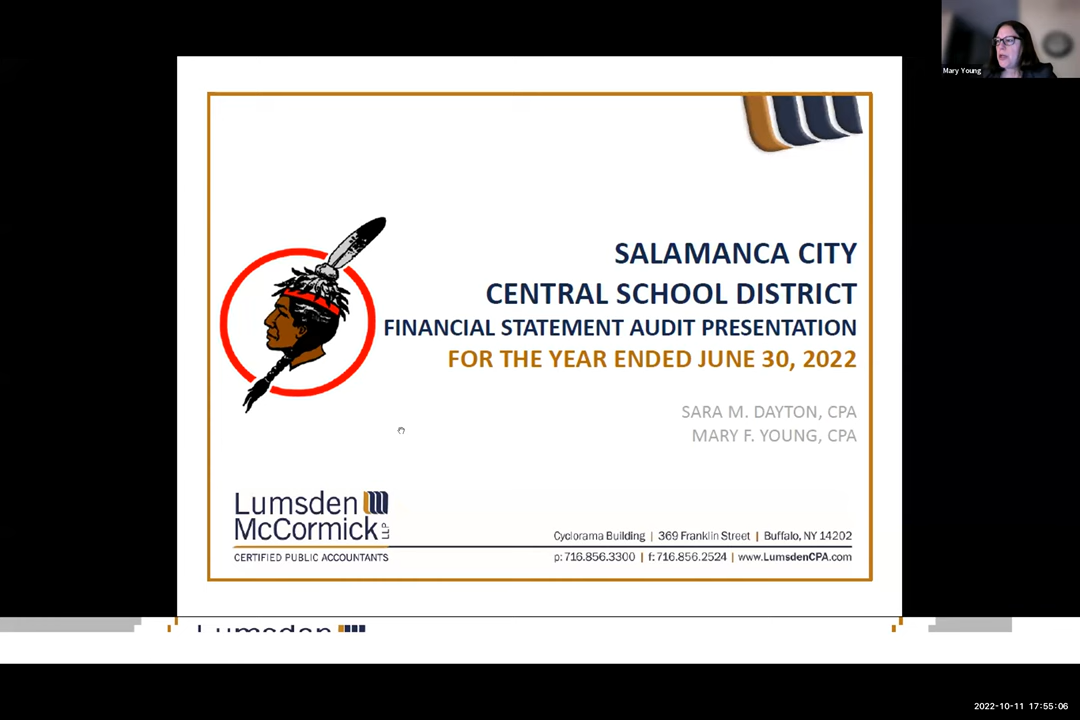 Mary Young
SALAMANCA CITY
CENTRAL SCHOOL DISTRICT
FINANCIAL STATEMENT AUDIT PRESENTATION
FOR THE YEAR ENDED JUNE 30, 2022
SARA M. DAYTON, CPA
MARY F. YOUNG, CPA
Lumsden
McCormick LLP
CERTIFIED PUBLIC ACCOUNTANTS
Cyclorama Building | 369 Franklin Street | Buffalo, NY 14202
p: 716.856.3300 | f: 716.856.2524 | www.LumsdenCPA.com
Lumsden
2022-10-11 17:55:06